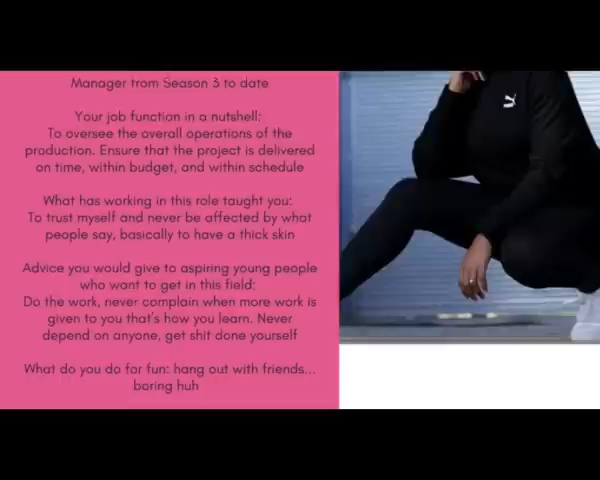 Manager from Season 3 to date
Your job function in a nutshell:
To oversee the overall operations of the
production. Ensure that the project is delivered
on time, within budget, and within schedule
What has working in this role taught you:
To trust myself and never be affected by what
people say, basically to have a thick skin
Advice you would give to aspiring young people
who want to get in this field:
Do the work, never complain when more work is
given to you that's how you learn. Never
depend on anyone, get shit done yourself
What do you do for fun: hang out with friends...
boring huh